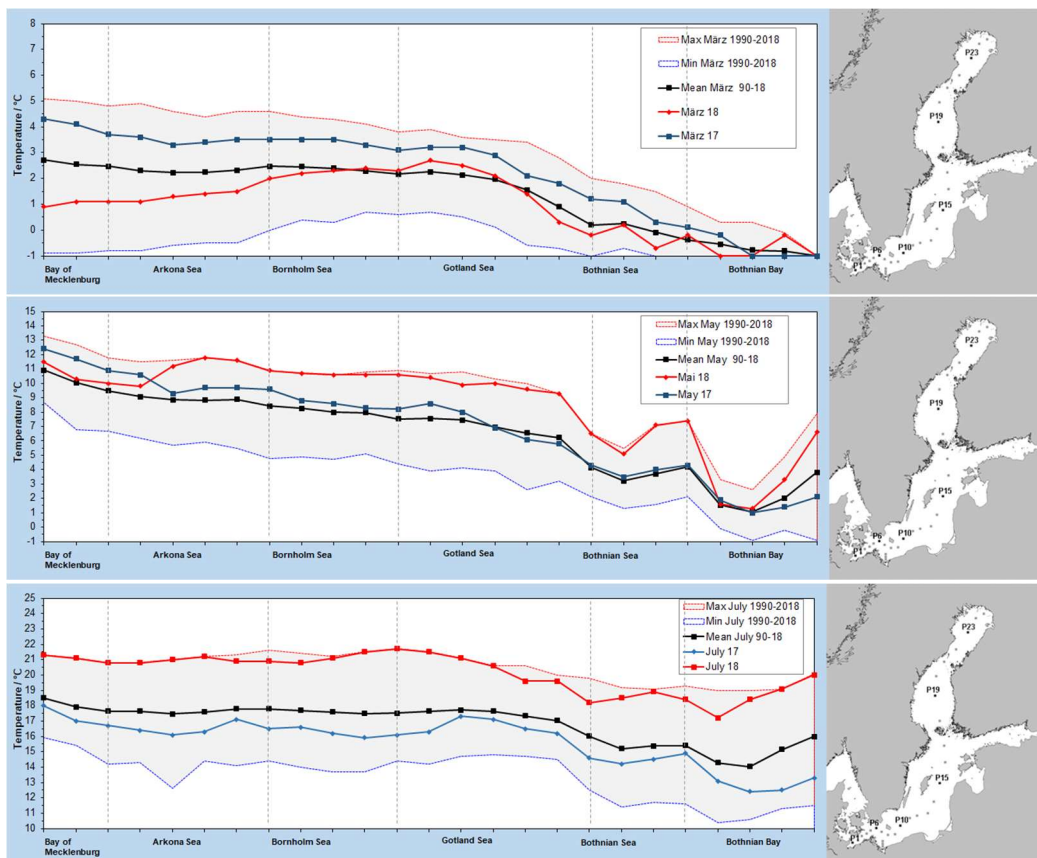 8
7
6
5
4
3
2
1
0
-1
Temperature / °C
Max März 1990-2018
Min März 1990-2018
Mean März 90-18
März 18
März 17
Bay of
Mecklenburg
Arkona Sea
Bornholm Sea
Gotland Sea
Bothnian Sea
Bothnian Bay
P23
P19
P15
P10
P6
P1
15
14
13
12
11
10
9
8
7
6
5
4
3
2
1
0
-1
Temperature / °C
Max May 1990-2018
Min May 1990-2018
Mean May 90-18
Mai 18
May 17
Bay of
Mecklenburg
Arkona Sea
Bornholm Sea
Gotland Sea
Bothnian Sea
Bothnian Bay
P23
P19
P15
P10
P6
P1
25
24
23
22
21
20
19
18
17
16
15
14
13
12
11
10
Temperature / °C
Max July 1990-2018
Min July 1990-2018
Mean July 90-18
July 17
July 18
Bay of
Mecklenburg
Arkona Sea
Bornholm Sea
Gotland Sea
Bothnian Sea
Bothnian Bay
P23
P19
P15
P10
P6
P1